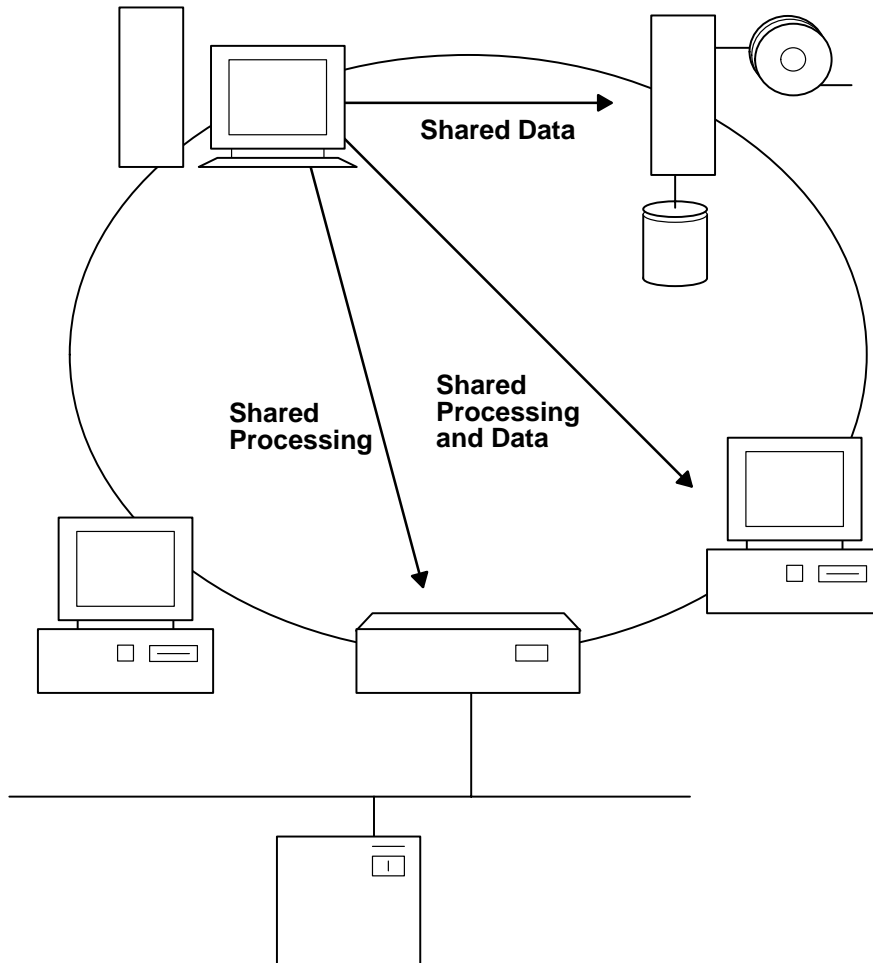 Shared Data
Shared
Processing
Shared
Processing
and Data